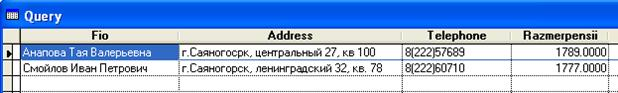 Query
Fio Address Telephone Razmerpensii
Анапова Тая Валерьевна г.Саяногосрк, центральный 27, кв 100 8(222)57689 1789.0000
Смойлов Иван Петрович г.Саяногорск, ленинградский 32, кв. 78 8(222)60710 1777.0000